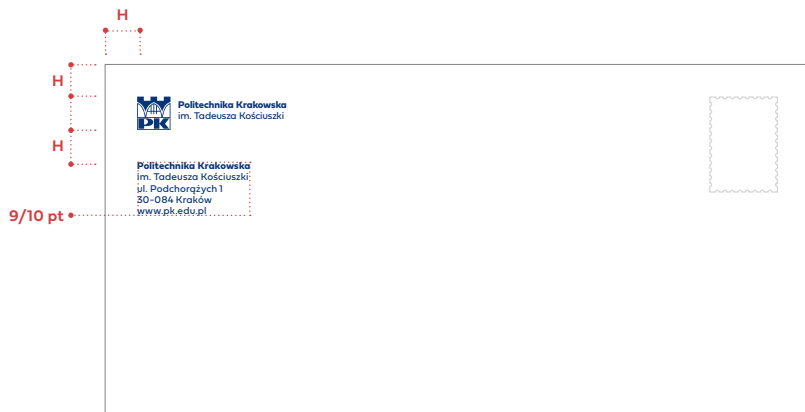 H
H
Politechnika Krakowska
im. Tadeusza Kościuszki
PK
H
Politechnika Krakowska
im. Tadeusza Kościuszki
ul. Podchorążych 1
30-084 Kraków
www.pk.edu.pl
9/10 pt